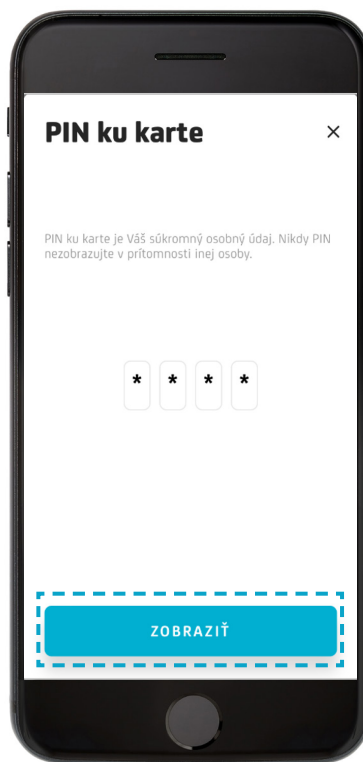 PIN ku karte ×
PIN ku karte je Váš súkromný osobný údaj. Nikdy PIN
nezobrazujte v prítomnosti inej osoby.
* * * *
ZOBRAZIŤ